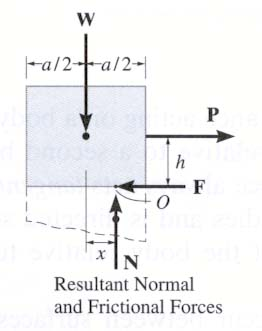 W
a/2 a/2
P
h
F
O
x
N
Resultant Normal
and Frictional Forces